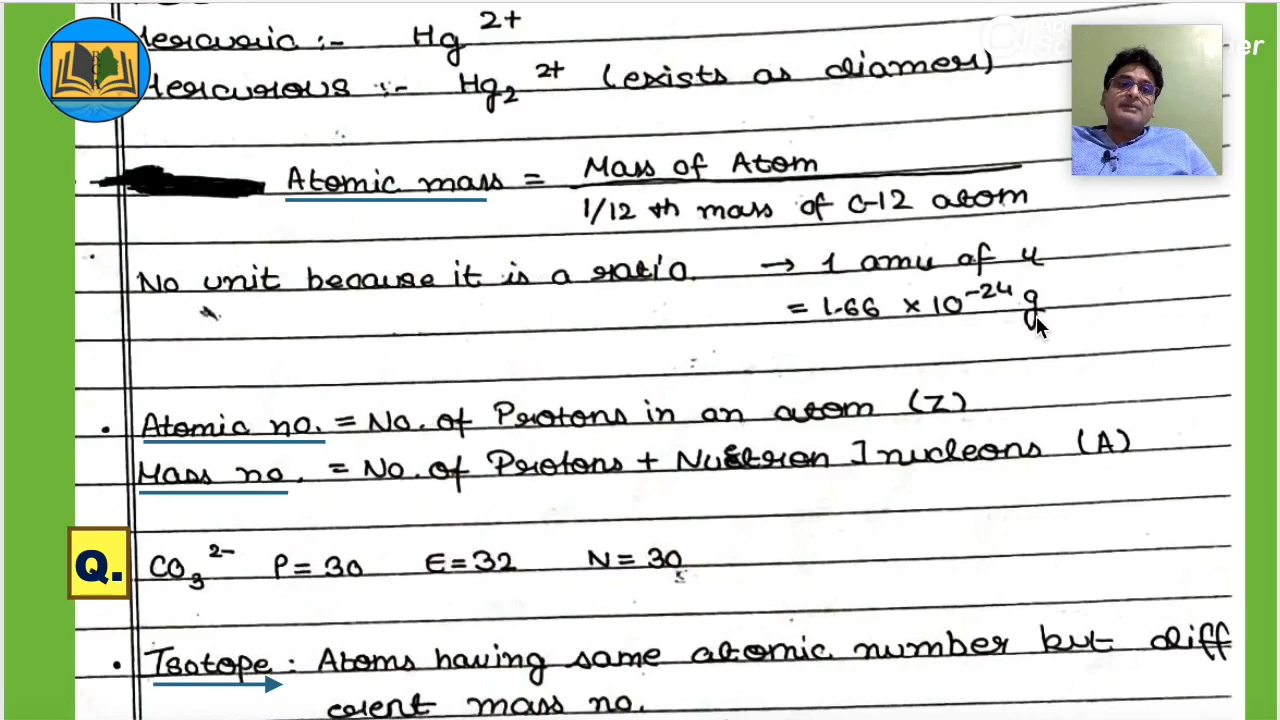 Mercuric :- Hg 2+
Mercurous :- Hg2 2+ (exists as diamer)
Atomic mass = Mass of Atom
1/12 th mass of C-12 atom
No unit because it is a ratio. → 1 amu of u
= 1.66 × 10-24 g
• Atomic no. = No. of Protons in an atom (Z)
Mass no. = No. of Protons + Nuetron ] nucleons (A)
Q. CO3 2- P = 30 E = 32 N = 30
• Isotope : Atoms having same atomic number but diff
erent mass no.